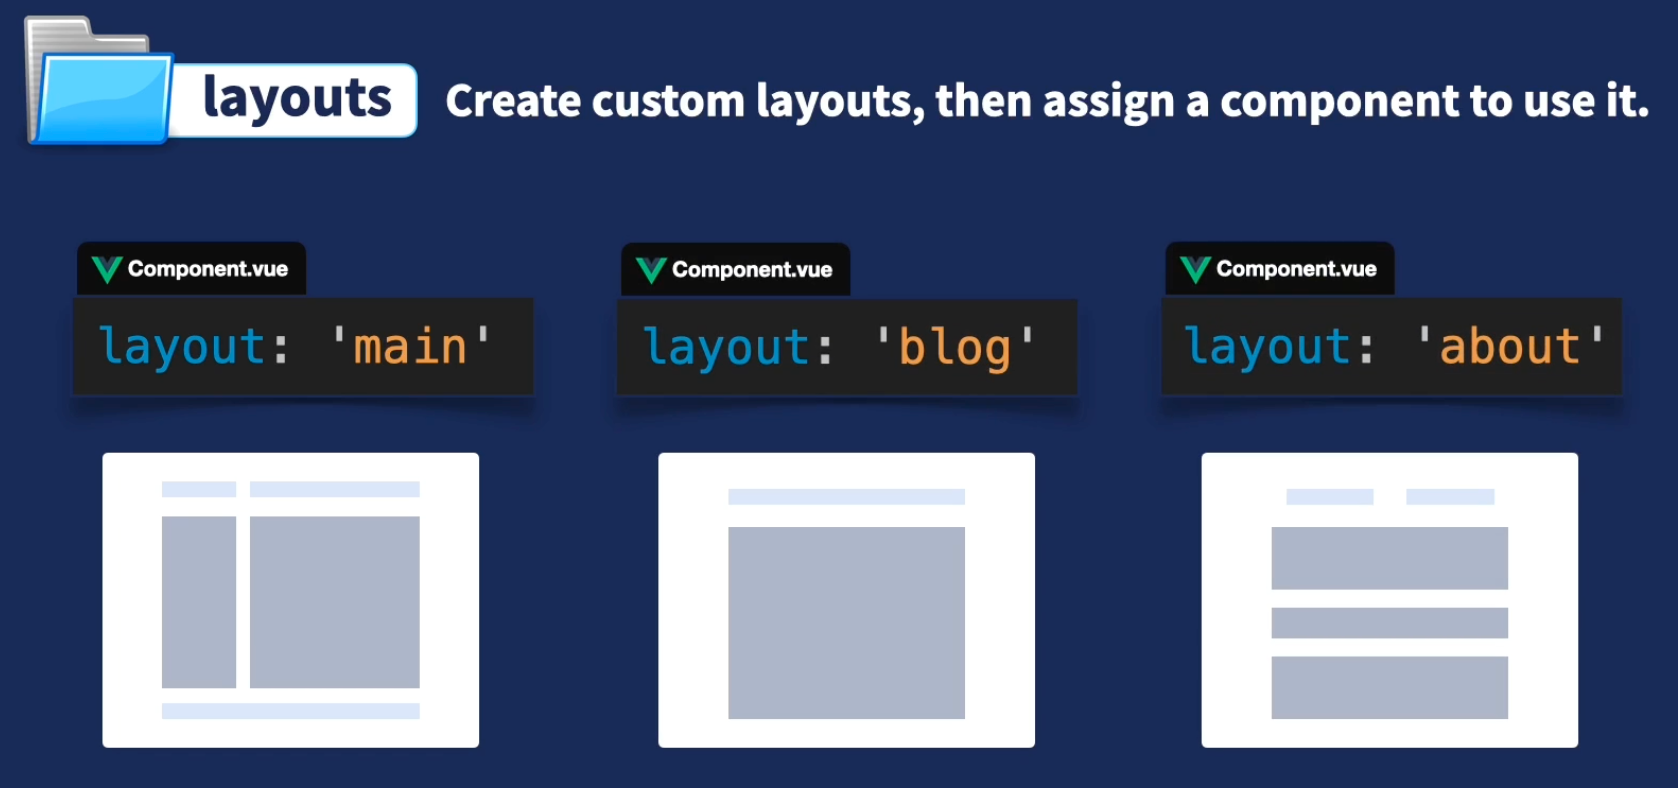 layouts
Create custom layouts, then assign a component to use it.
Component.vue
layout: 'main'
Component.vue
layout: 'blog'
Component.vue
layout: 'about'